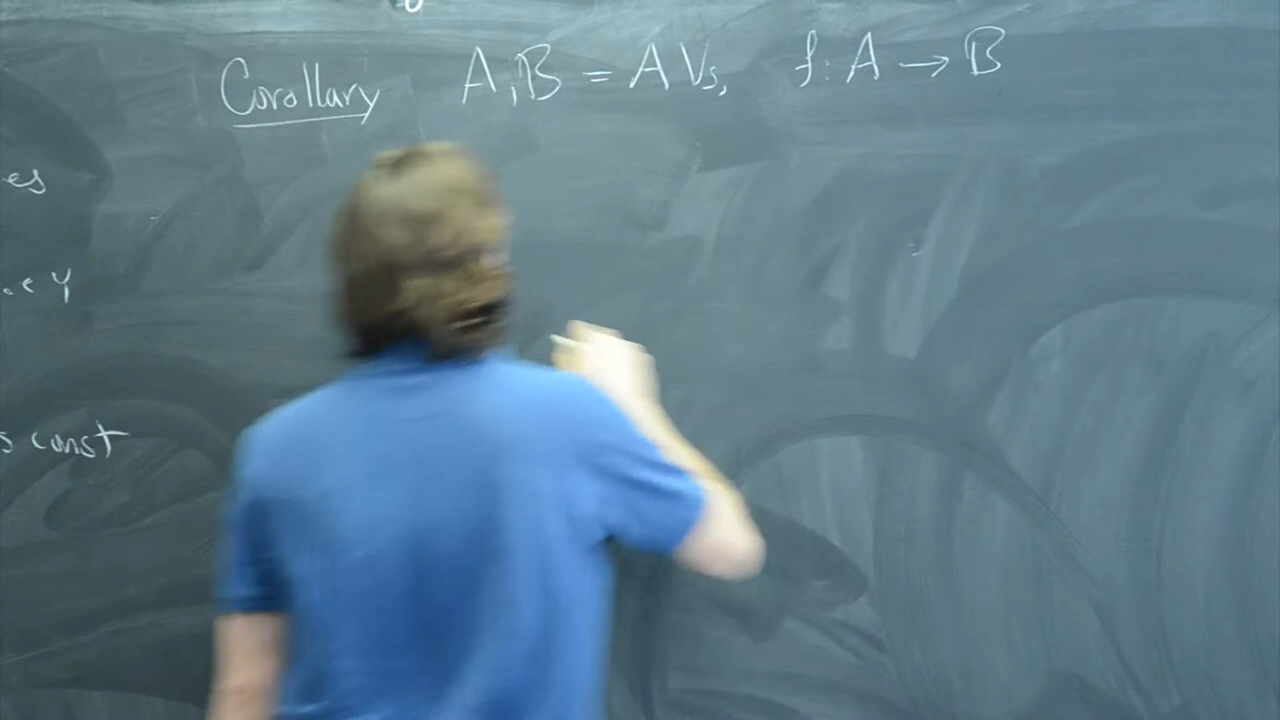 Corollary A, B = AVs, f: A → B
es
y
const